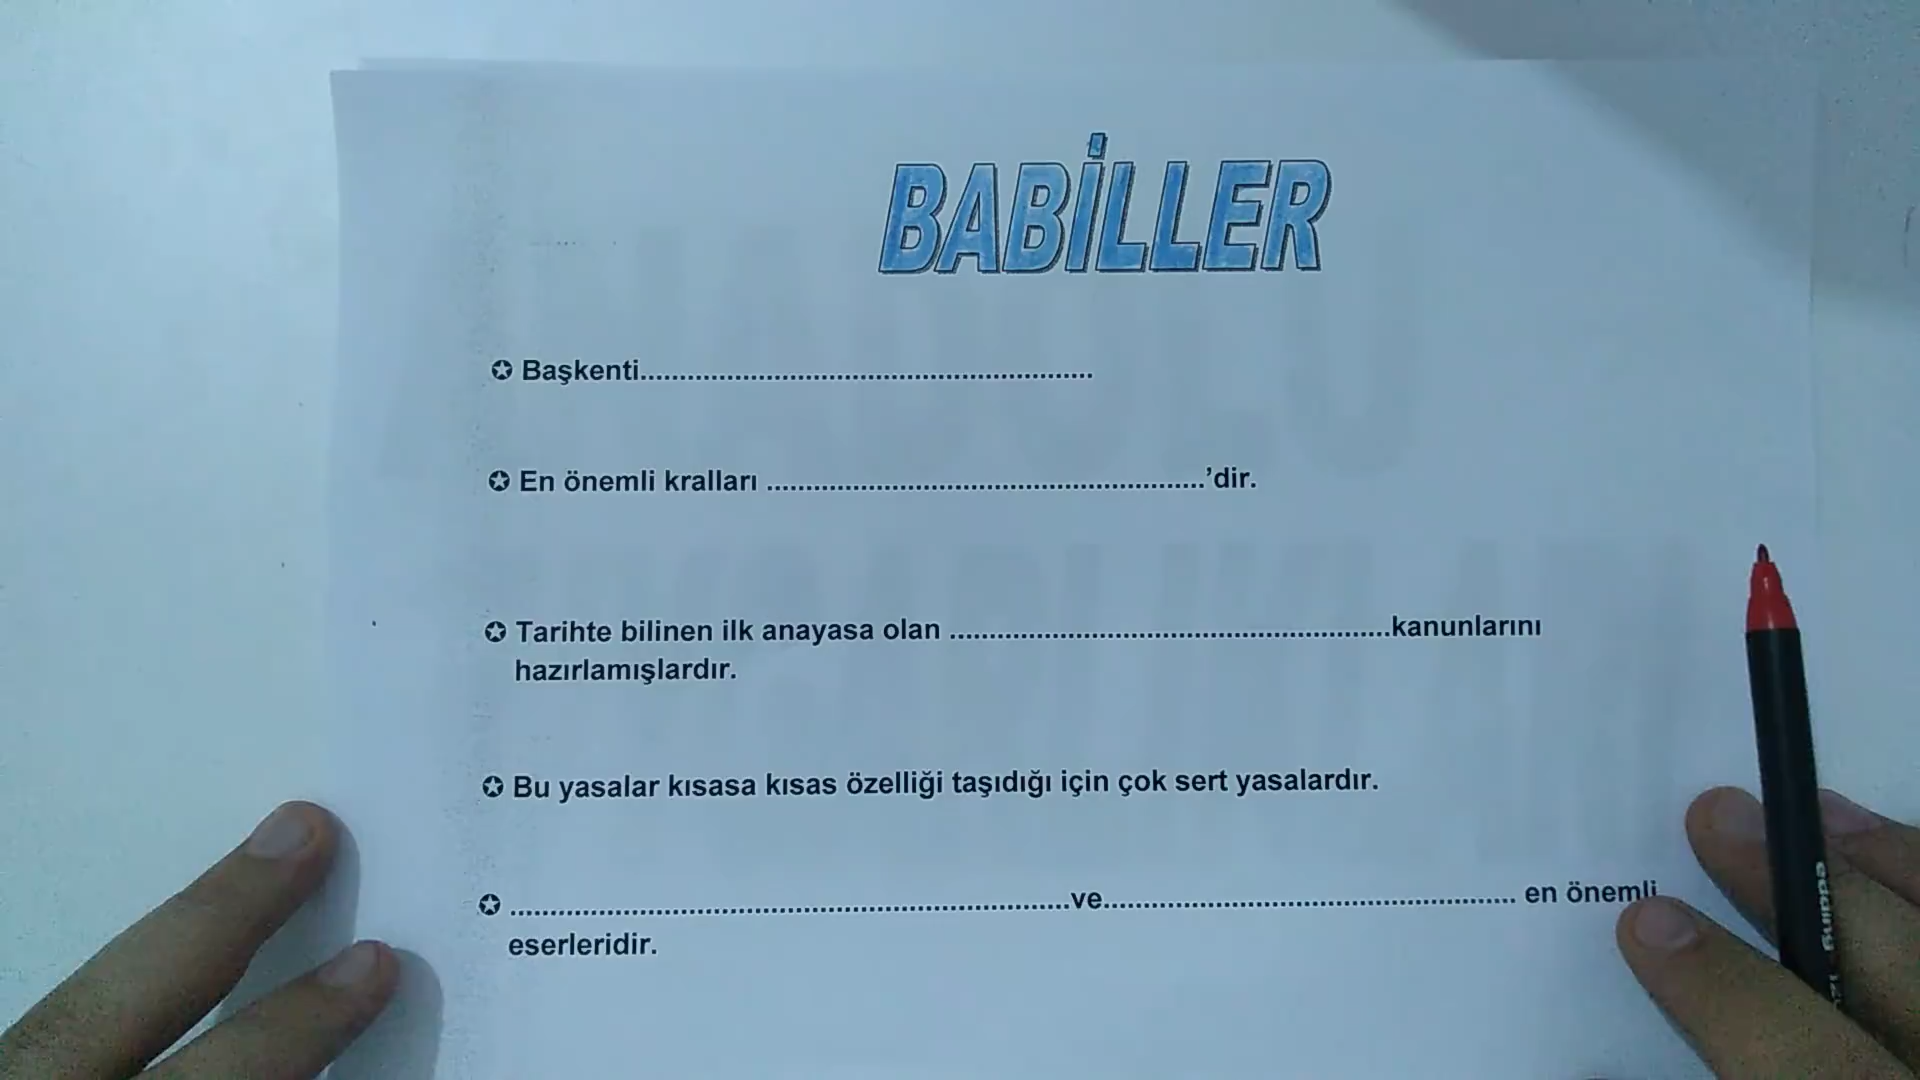 BABİLLER
✪ Başkenti..........................................................
✪ En önemli kralları ........................................................'dir.
✪ Tarihte bilinen ilk anayasa olan ........................................................kanunlarını
hazırlamışlardır.
✪ Bu yasalar kısasa kısas özelliği taşıdığı için çok sert yasalardır.
✪ .......................................................................ve.................................................... en önemli
eserleridir.
edding